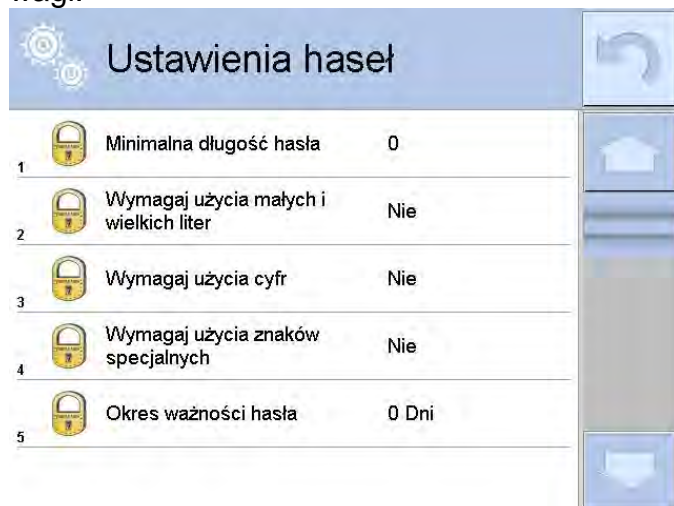 Ustawienia haseł
1 Minimalna długość hasła 0
Wymagaj użycia małych i
2 wielkich liter Nie
3 Wymagaj użycia cyfr Nie
Wymagaj użycia znaków
4 specjalnych Nie
5 Okres ważności hasła 0 Dni